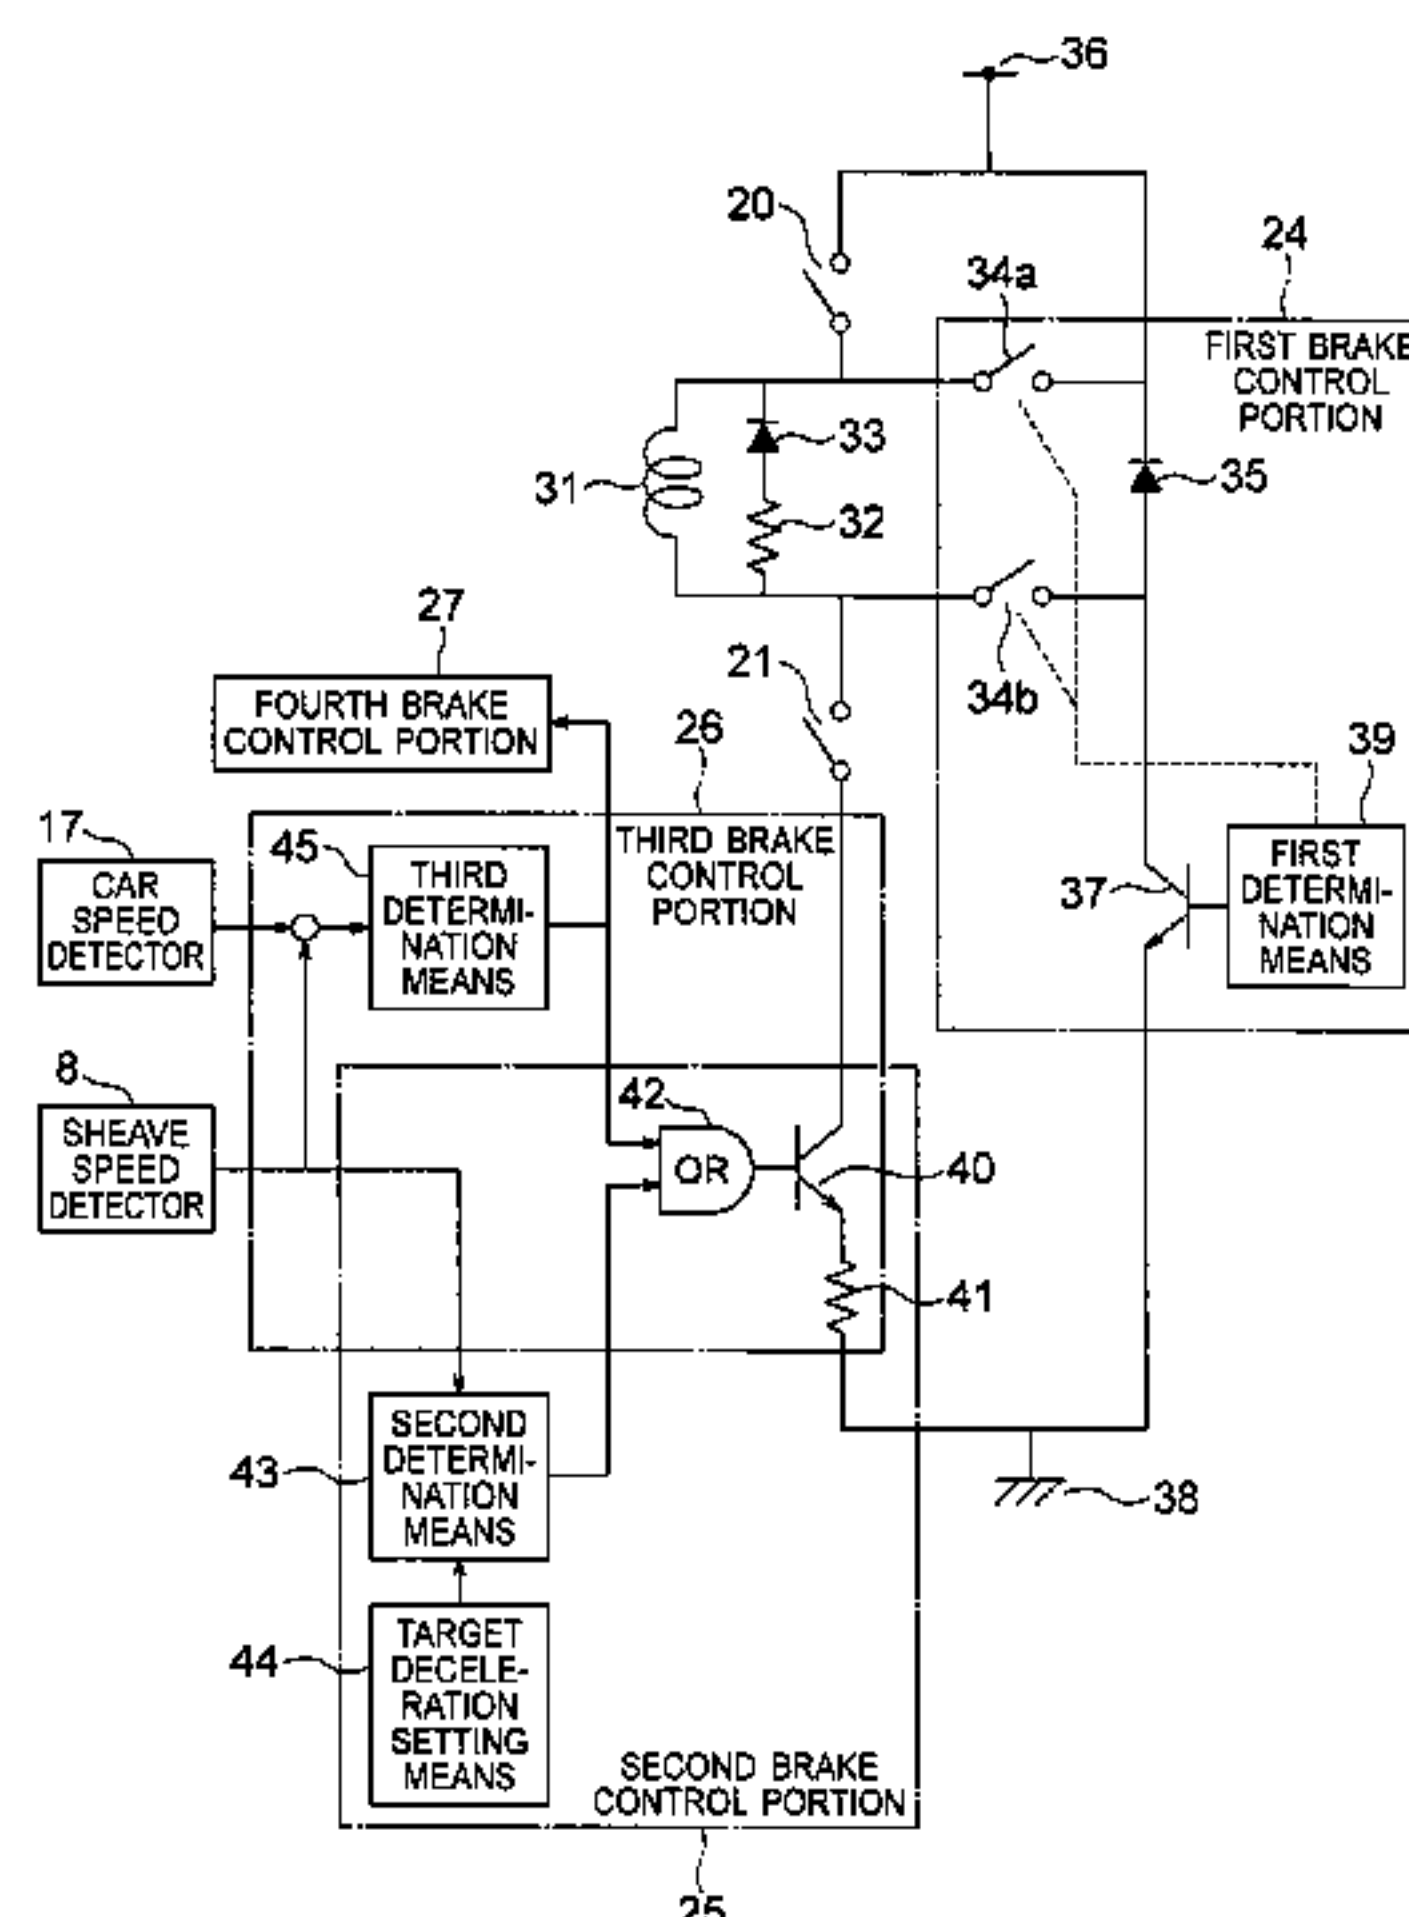 36
20
24
34a
FIRST BRAKE
CONTROL
PORTION
33
35
31
32
27
FOURTH BRAKE
CONTROL PORTION
21
34b
26
39
17
45
THIRD BRAKE
CONTROL
PORTION
CAR
SPEED
DETECTOR
THIRD
DETERMI-
NATION
MEANS
37
FIRST
DETERMI-
NATION
MEANS
8
42
SHEAVE
SPEED
DETECTOR
OR
40
41
43
SECOND
DETERMI-
NATION
MEANS
38
44
TARGET
DECELE-
RATION
SETTING
MEANS
SECOND BRAKE
CONTROL PORTION
25